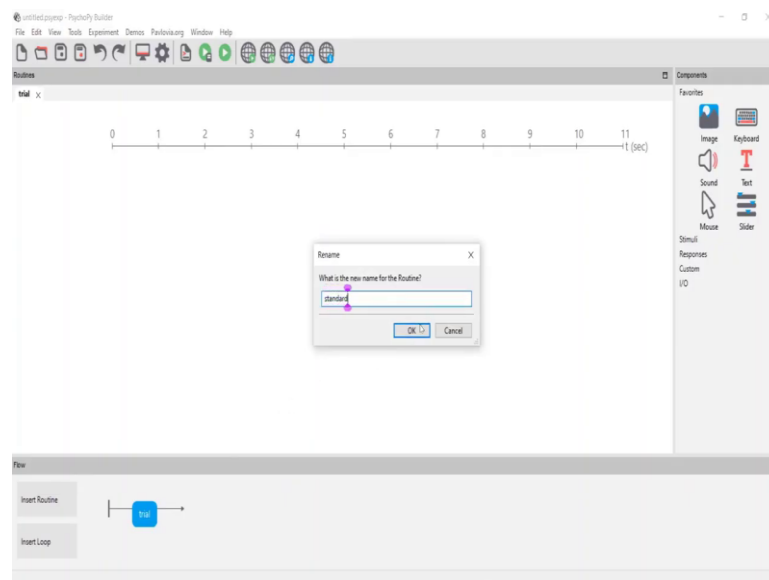 untitled.psyexp - PsychoPy Builder
File Edit View Tools Experiment Demos Pavlovia.org Window Help
Routines
Components
trial
Favorites
0 1 2 3 4 5 6 7 8 9 10 11
t (sec)
Image Keyboard
Sound Text
Mouse Slider
Stimuli
Responses
Custom
I/O
Rename
What is the new name for the Routine?
standard
OK Cancel
Flow
Insert Routine
trial
Insert Loop